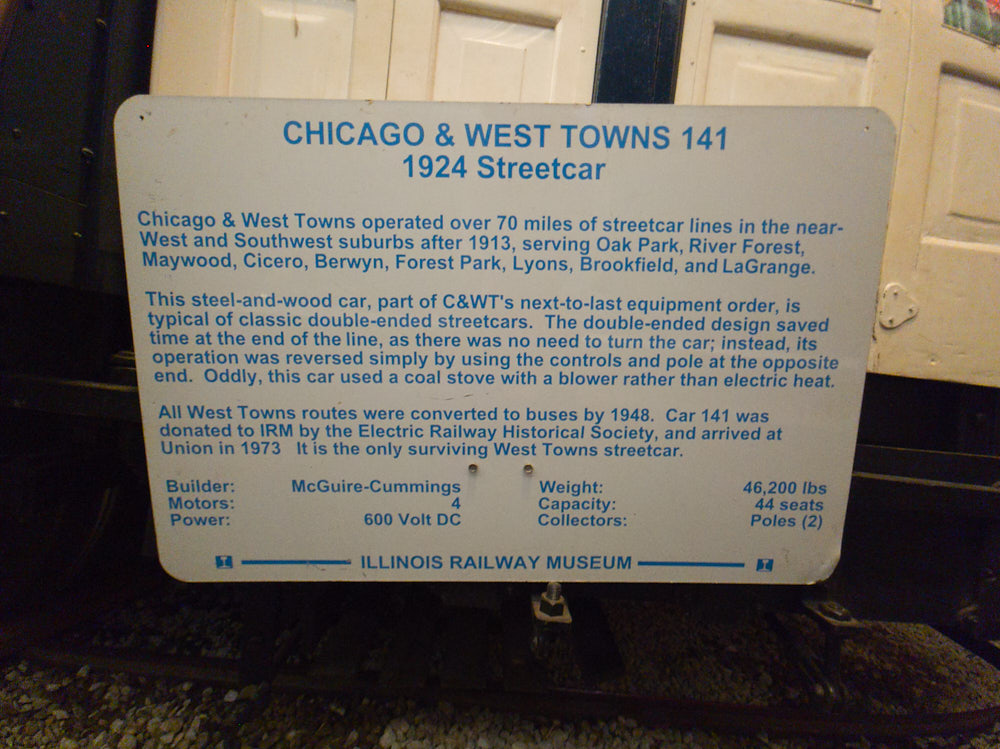 CHICAGO & WEST TOWNS 141
1924 Streetcar
Chicago & West Towns operated over 70 miles of streetcar lines in the near-
West and Southwest suburbs after 1913, serving Oak Park, River Forest,
Maywood, Cicero, Berwyn, Forest Park, Lyons, Brookfield, and LaGrange.
This steel-and-wood car, part of C&WT's next-to-last equipment order, is
typical of classic double-ended streetcars.  The double-ended design saved
time at the end of the line, as there was no need to turn the car; instead, its
operation was reversed simply by using the controls and pole at the opposite
end.  Oddly, this car used a coal stove with a blower rather than electric heat.
All West Towns routes were converted to buses by 1948.  Car 141 was
donated to IRM by the Electric Railway Historical Society, and arrived at
Union in 1973  It is the only surviving West Towns streetcar.
Builder: McGuire-Cummings Weight: 46,200 lbs
Motors: 4 Capacity: 44 seats
Power: 600 Volt DC Collectors: Poles (2)
ILLINOIS RAILWAY MUSEUM